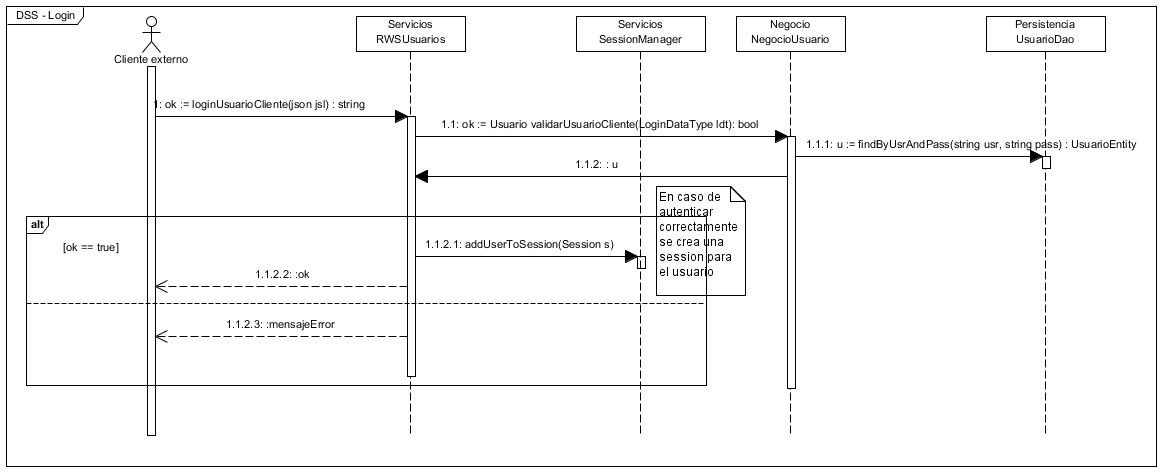 DSS - Login
Cliente externo
Servicios
RWSUsuarios
Servicios
SessionManager
Negocio
NegocioUsuario
Persistencia
UsuarioDao
1: ok := loginUsuarioCliente(json jsl) : string
1.1: ok := Usuario validarUsuarioCliente(LoginDataType ldt): bool
1.1.1: u := findByUsrAndPass(string usr, string pass) : UsuarioEntity
1.1.2: : u
En caso de
autenticar
correctamente
se crea una
session para
el usuario
alt
[ok == true]
1.1.2.1: addUserToSession(Session s)
1.1.2.2: :ok
1.1.2.3: :mensajeError